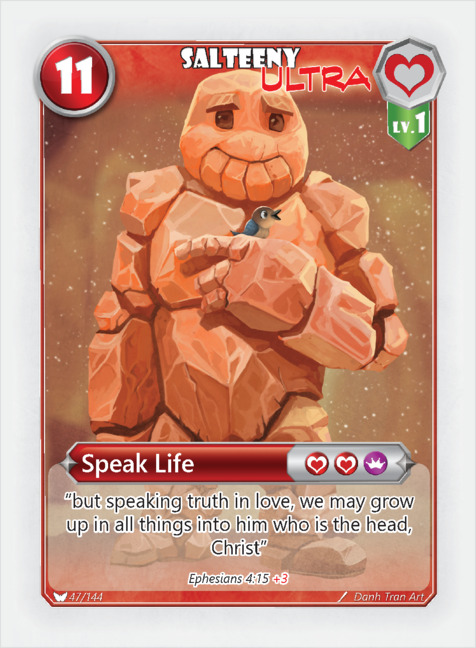 SALTEENY
ULTRA
11
LV.1
Speak Life
"but speaking truth in love, we may grow
up in all things into him who is the head,
Christ"
Ephesians 4:15 +3
47/144
Danh Tran Art